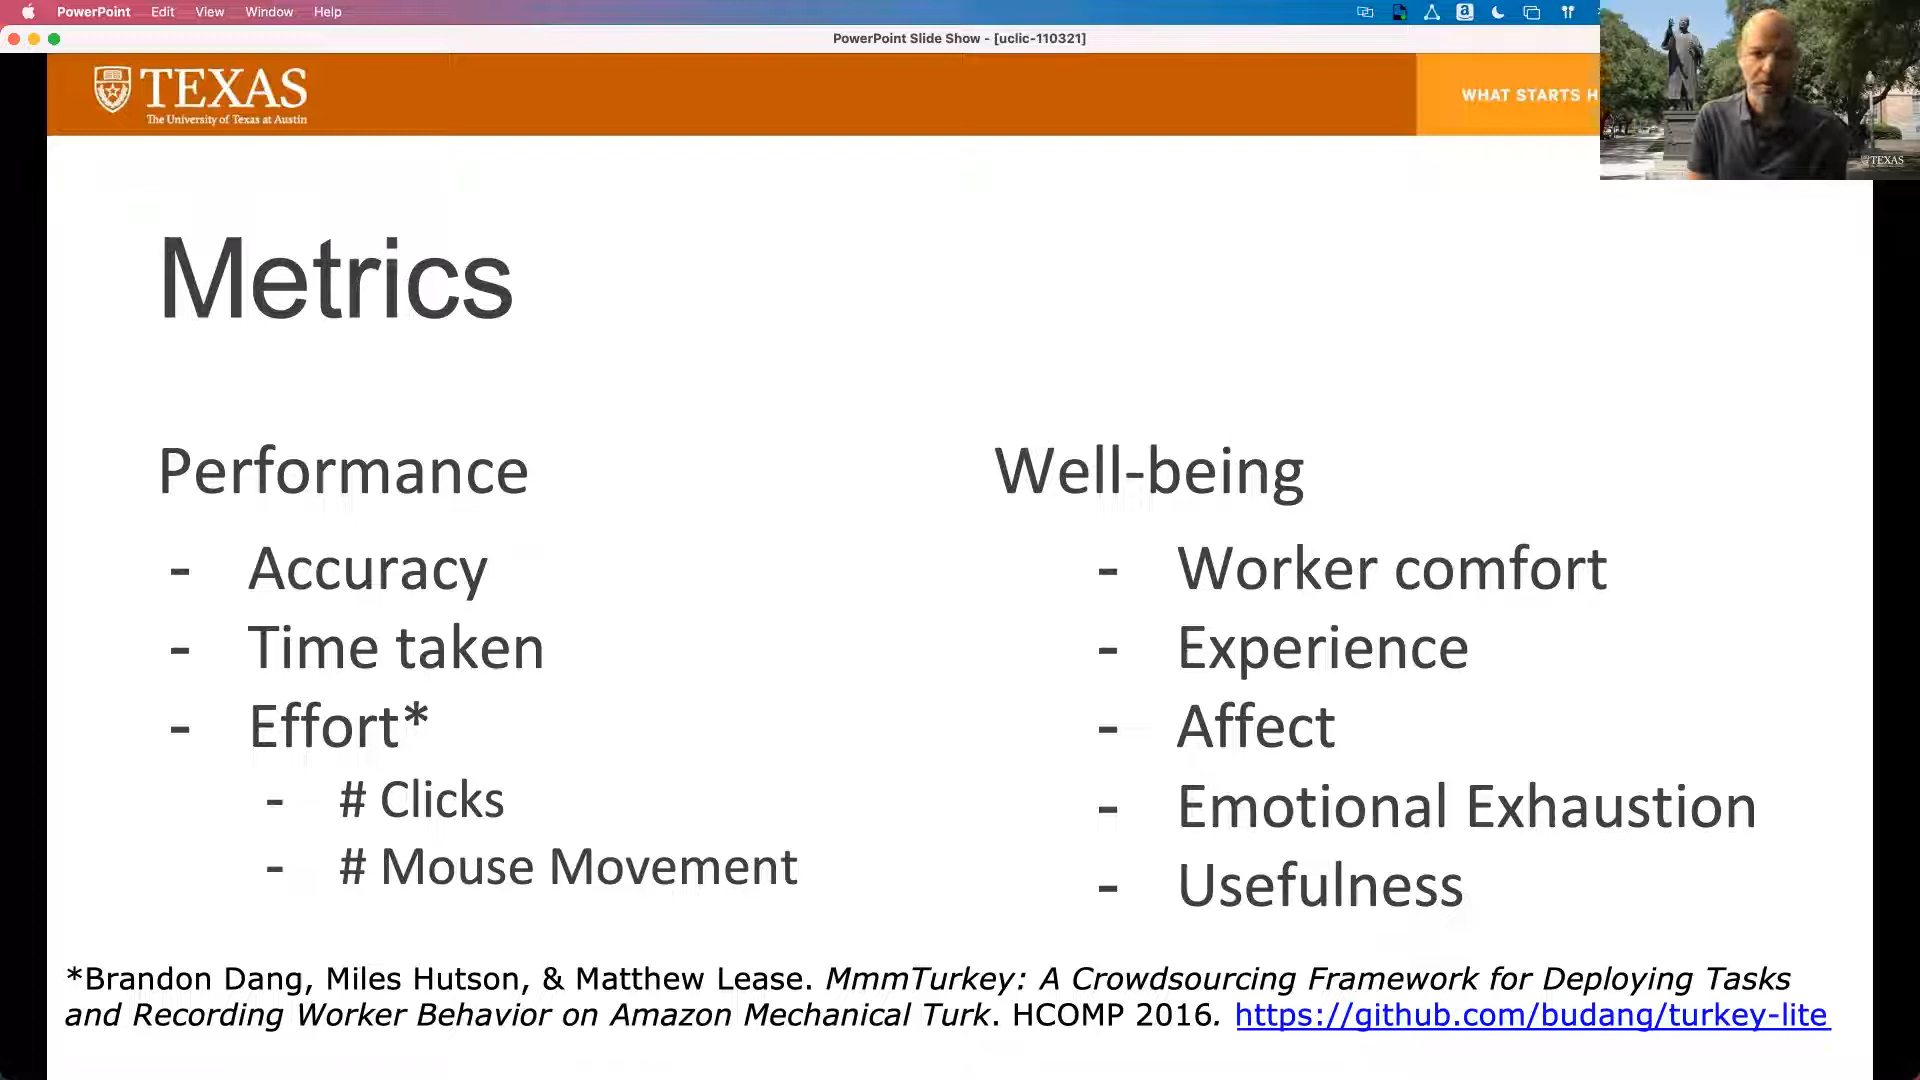 PowerPoint Edit View Window Help
PowerPoint Slide Show - [uclic-110321]
TEXAS
The University of Texas at Austin
WHAT STARTS H
TEXAS
Metrics
Performance
- Accuracy
- Time taken
- Effort*
- # Clicks
- # Mouse Movement
Well-being
- Worker comfort
- Experience
- Affect
- Emotional Exhaustion
- Usefulness
*Brandon Dang, Miles Hutson, & Matthew Lease. MmmTurkey: A Crowdsourcing Framework for Deploying Tasks
and Recording Worker Behavior on Amazon Mechanical Turk. HCOMP 2016. https://github.com/budang/turkey-lite